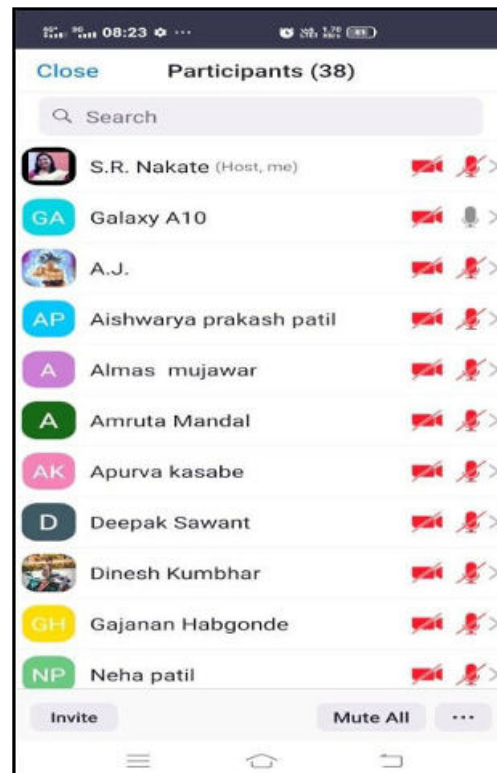 08:23
Close Participants (38)
Search
S.R. Nakate (Host, me)
GA Galaxy A10
A.J.
AP Aishwarya prakash patil
A Almas mujawar
A Amruta Mandal
AK Apurva kasabe
D Deepak Sawant
Dinesh Kumbhar
GH Gajanan Habgonde
NP Neha patil
Invite Mute All ...